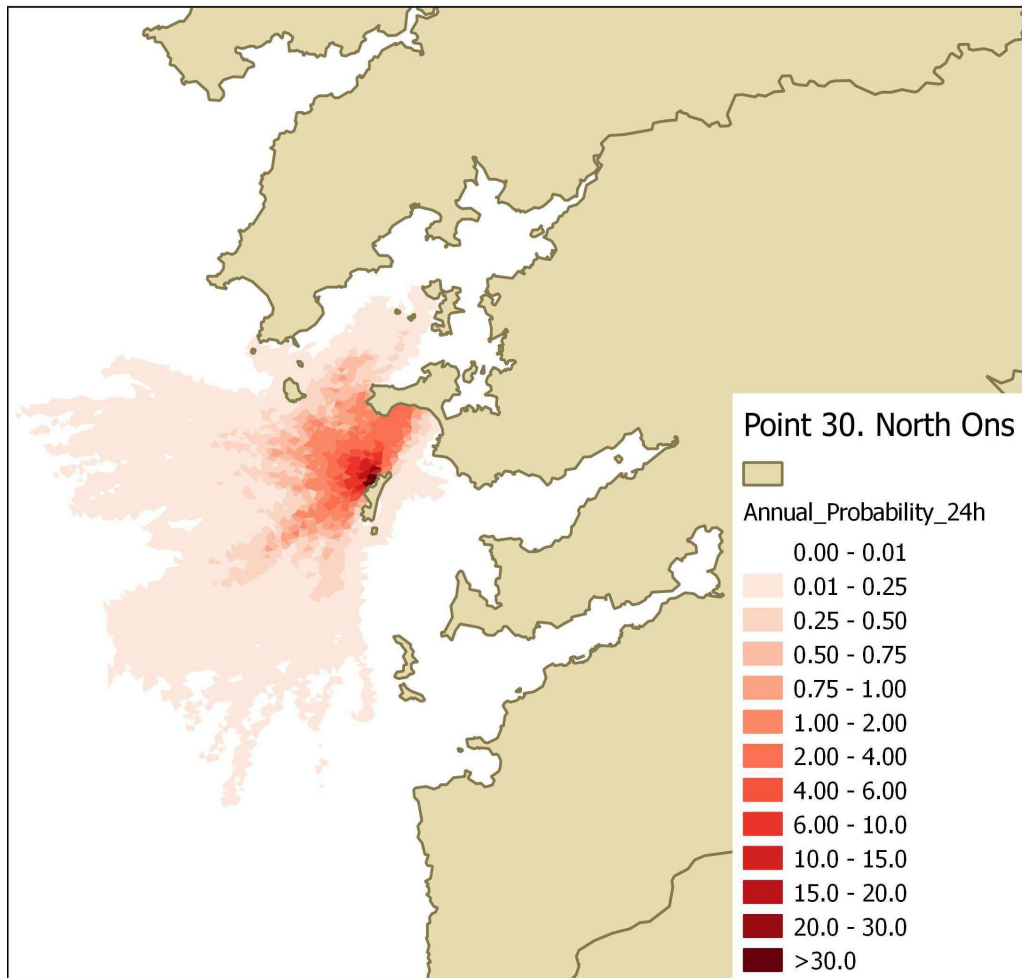 Point 30. North Ons
Annual_Probability_24h
0.00 - 0.01
0.01 - 0.25
0.25 - 0.50
0.50 - 0.75
0.75 - 1.00
1.00 - 2.00
2.00 - 4.00
4.00 - 6.00
6.00 - 10.0
10.0 - 15.0
15.0 - 20.0
20.0 - 30.0
>30.0